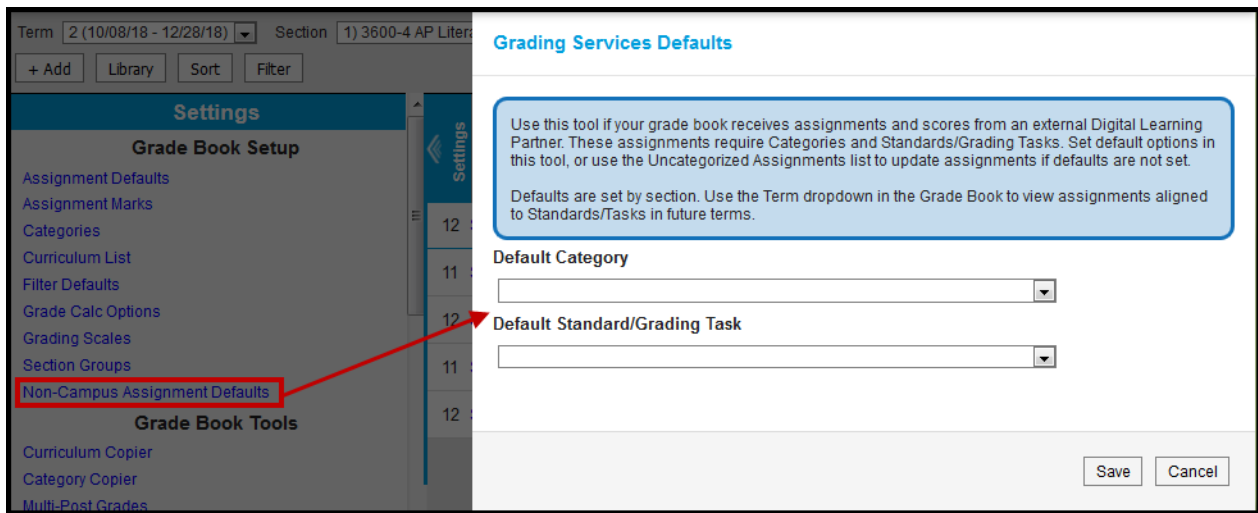 Term 2 (10/08/18 - 12/28/18) Section 1) 3600-4 AP Litera
+ Add Library Sort Filter
Settings
Grade Book Setup
Assignment Defaults
Assignment Marks
Categories
Curriculum List
Filter Defaults
Grade Calc Options
Grading Scales
Section Groups
Non-Campus Assignment Defaults
Grade Book Tools
Curriculum Copier
Category Copier
Multi-Post Grades
Settings
12
11
12
11
12
Grading Services Defaults
Use this tool if your grade book receives assignments and scores from an external Digital Learning
Partner. These assignments require Categories and Standards/Grading Tasks. Set default options in
this tool, or use the Uncategorized Assignments list to update assignments if defaults are not set.
Defaults are set by section. Use the Term dropdown in the Grade Book to view assignments aligned
to Standards/Tasks in future terms.
Default Category
Default Standard/Grading Task
Save Cancel